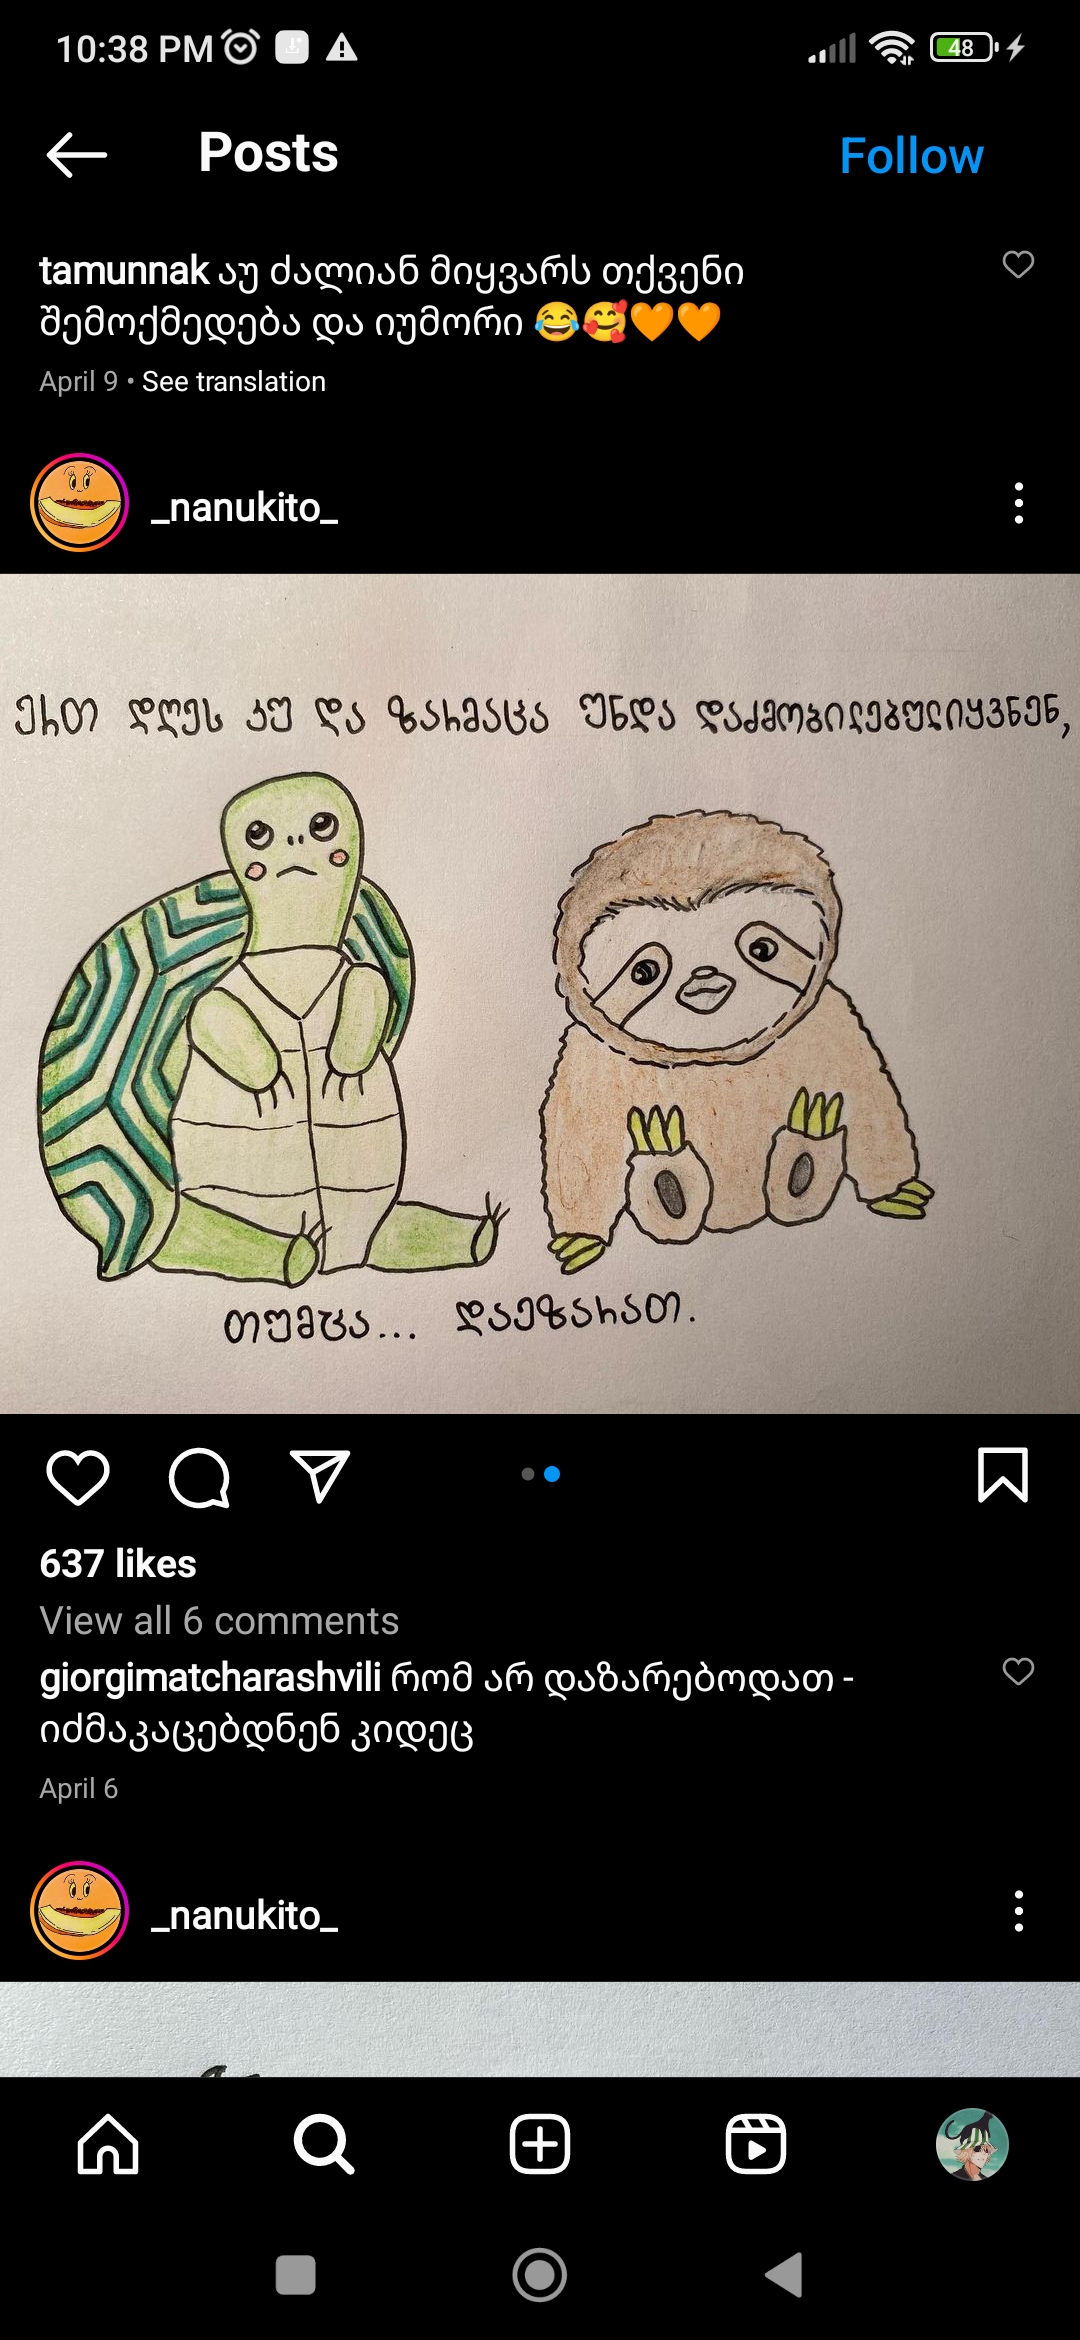 10:38 PM
48
Posts
Follow
tamunnak აუ ძალიან მიყვარს თქვენი
შემოქმედება და იუმორი 😂🥰🧡🧡
April 9 • See translation
_nanukito_
ერთ დღეს კუ და ზარმაცა უნდა დაძმობილებულიყვნენ,
თუმცა... დაეზარათ.
637 likes
View all 6 comments
giorgimatcharashvili რომ არ დაზარებოდათ -
იძმაკაცებდნენ კიდეც
April 6
_nanukito_